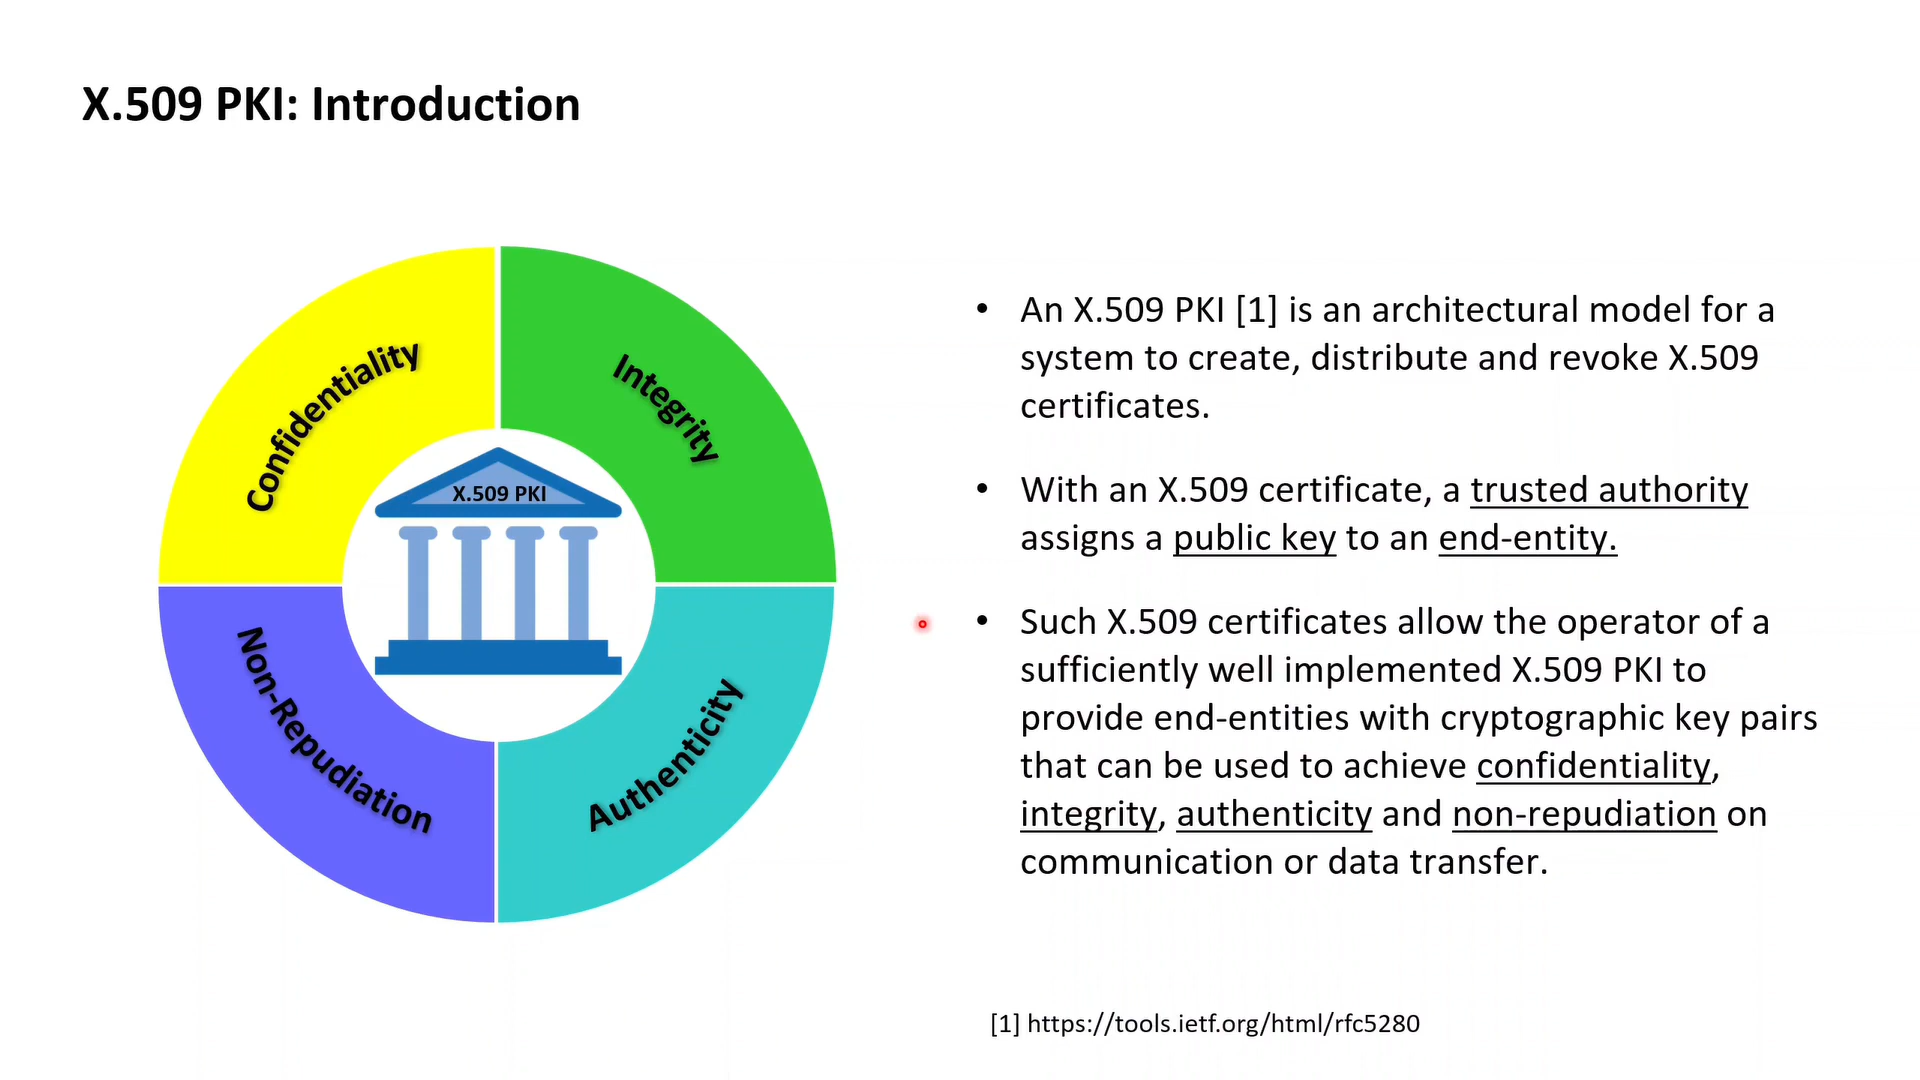 X.509 PKI: Introduction
Confidentiality
Integrity
X.509 PKI
Non-Repudiation
Authenticity
• An X.509 PKI [1] is an architectural model for a
system to create, distribute and revoke X.509
certificates.
• With an X.509 certificate, a trusted authority
assigns a public key to an end-entity.
• Such X.509 certificates allow the operator of a
sufficiently well implemented X.509 PKI to
provide end-entities with cryptographic key pairs
that can be used to achieve confidentiality,
integrity, authenticity and non-repudiation on
communication or data transfer.
[1] https://tools.ietf.org/html/rfc5280